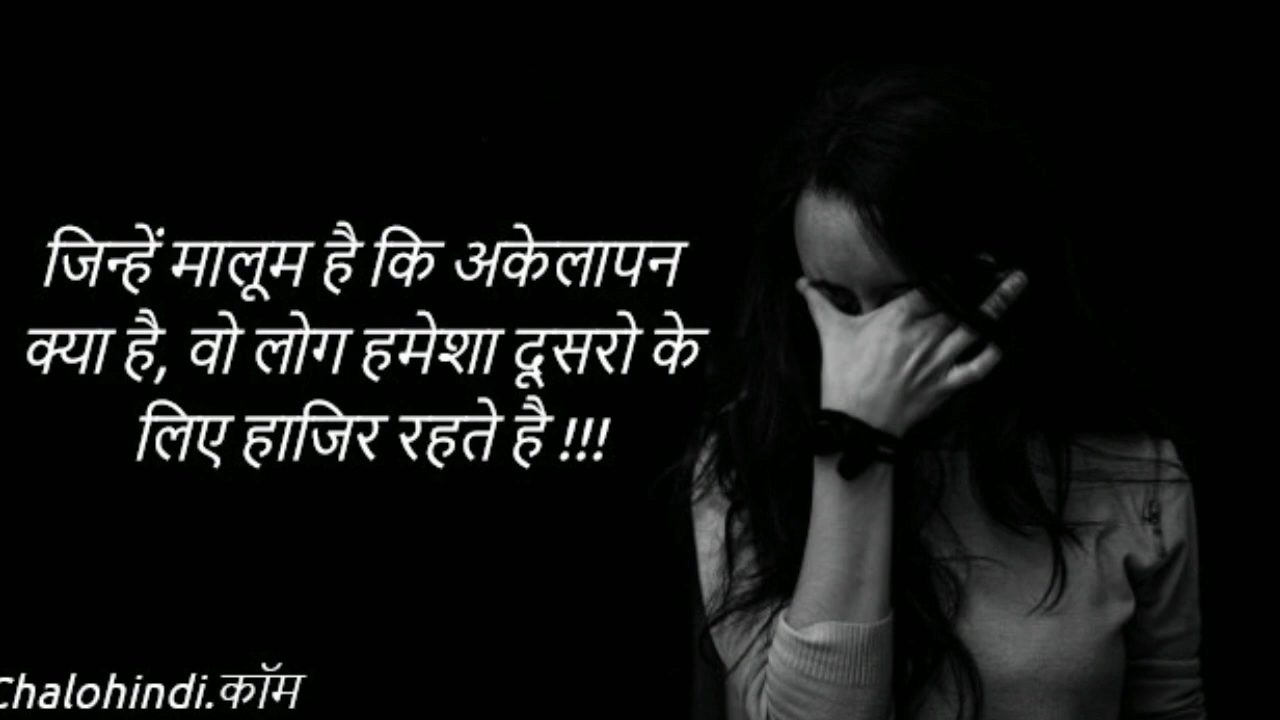 जिन्हें मालूम है कि अकेलापन
क्या है, वो लोग हमेशा दूसरो के
लिए हाजिर रहते है !!!
Chalohindi.कॉम